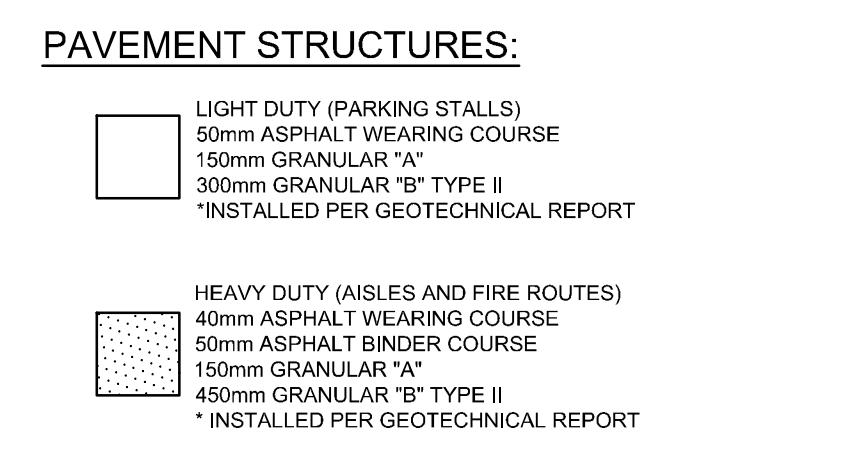 PAVEMENT STRUCTURES:
LIGHT DUTY (PARKING STALLS)
50mm ASPHALT WEARING COURSE
150mm GRANULAR "A"
300mm GRANULAR "B" TYPE II
*INSTALLED PER GEOTECHNICAL REPORT
HEAVY DUTY (AISLES AND FIRE ROUTES)
40mm ASPHALT WEARING COURSE
50mm ASPHALT BINDER COURSE
150mm GRANULAR "A"
450mm GRANULAR "B" TYPE II
* INSTALLED PER GEOTECHNICAL REPORT